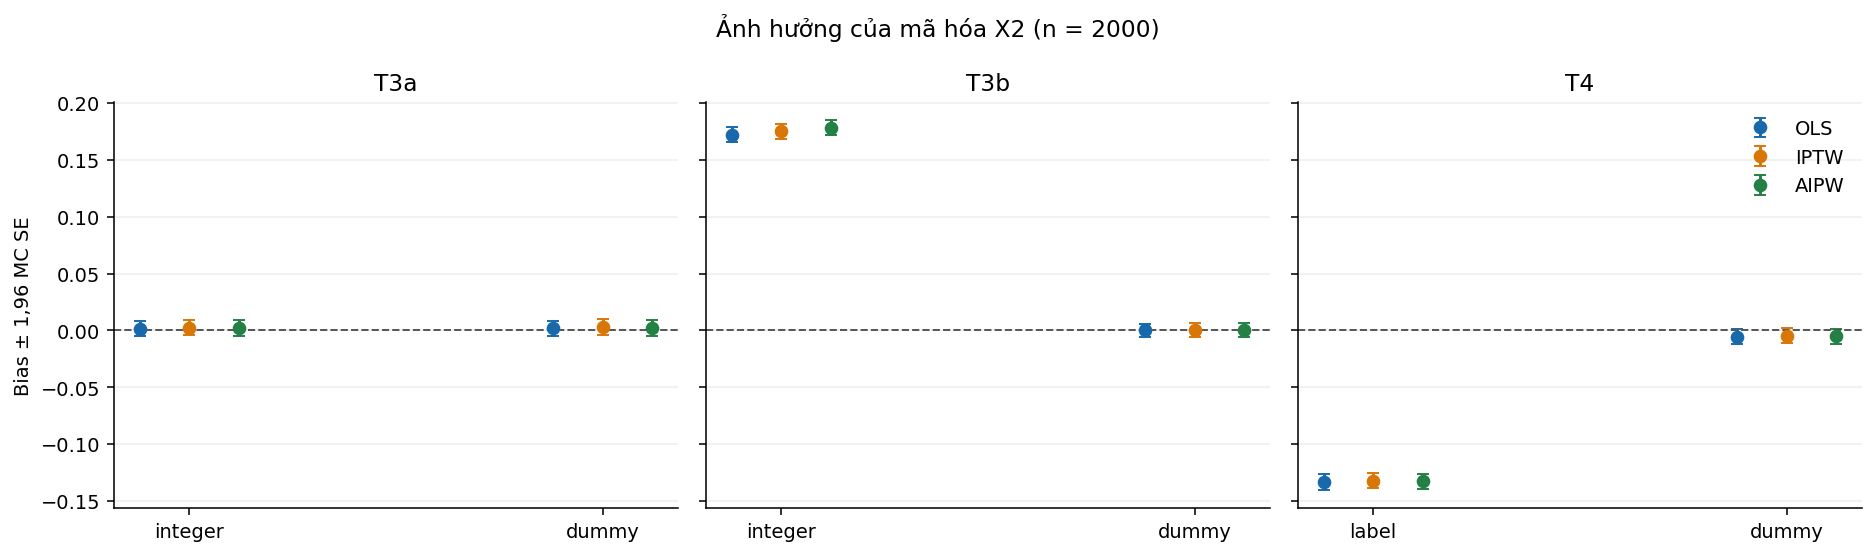 Ảnh hưởng của mã hóa X2 (n = 2000)
T3a
T3b
T4
Bias ± 1,96 MC SE
0.20
0.15
0.10
0.05
0.00
−0.05
−0.10
−0.15
OLS
IPTW
AIPW
integer
dummy
integer
dummy
label
dummy